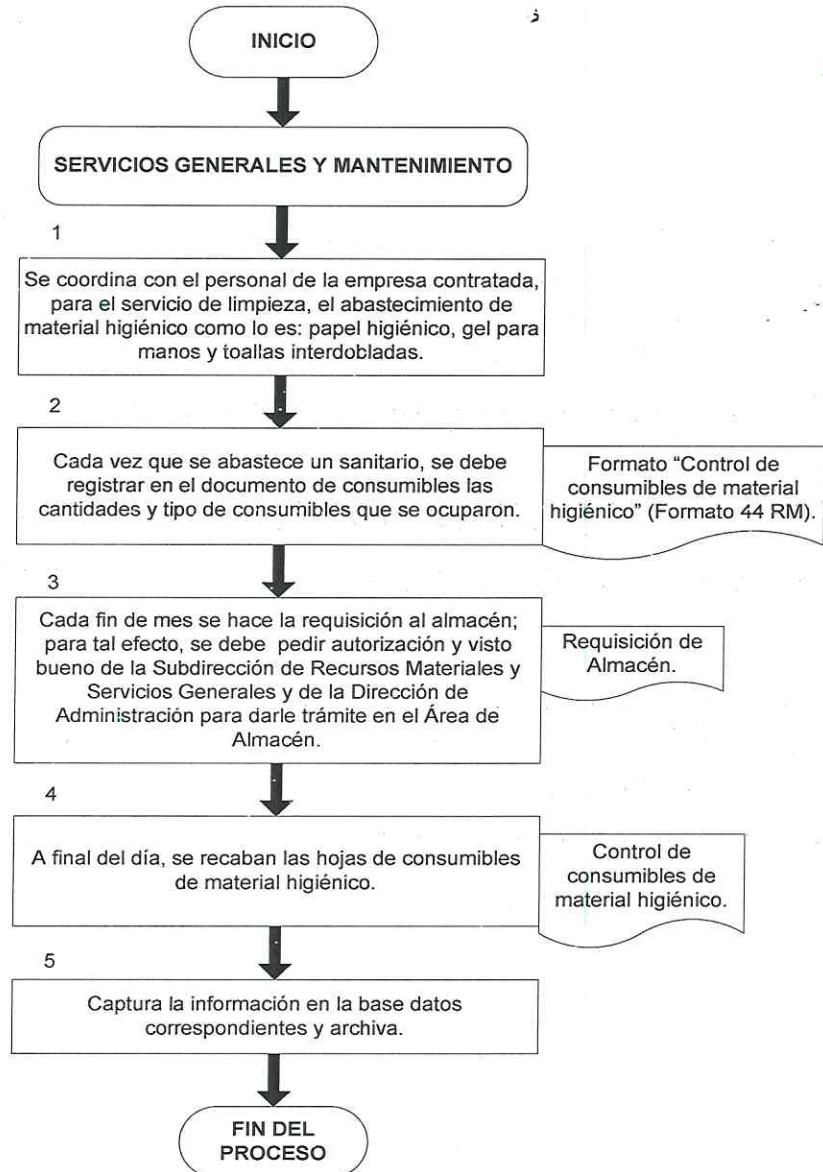 INICIO
SERVICIOS GENERALES Y MANTENIMIENTO
1
Se coordina con el personal de la empresa contratada,
para el servicio de limpieza, el abastecimiento de
material higiénico como lo es: papel higiénico, gel para
manos y toallas interdobladas.
2
Cada vez que se abastece un sanitario, se debe
registrar en el documento de consumibles las
cantidades y tipo de consumibles que se ocuparon.
Formato “Control de
consumibles de material
higiénico” (Formato 44 RM).
3
Cada fin de mes se hace la requisición al almacén;
para tal efecto, se debe pedir autorización y visto
bueno de la Subdirección de Recursos Materiales y
Servicios Generales y de la Dirección de
Administración para darle trámite en el Área de
Almacén.
Requisición de
Almacén.
4
A final del día, se recaban las hojas de consumibles
de material higiénico.
Control de
consumibles de
material higiénico.
5
Captura la información en la base datos
correspondientes y archiva.
FIN DEL
PROCESO